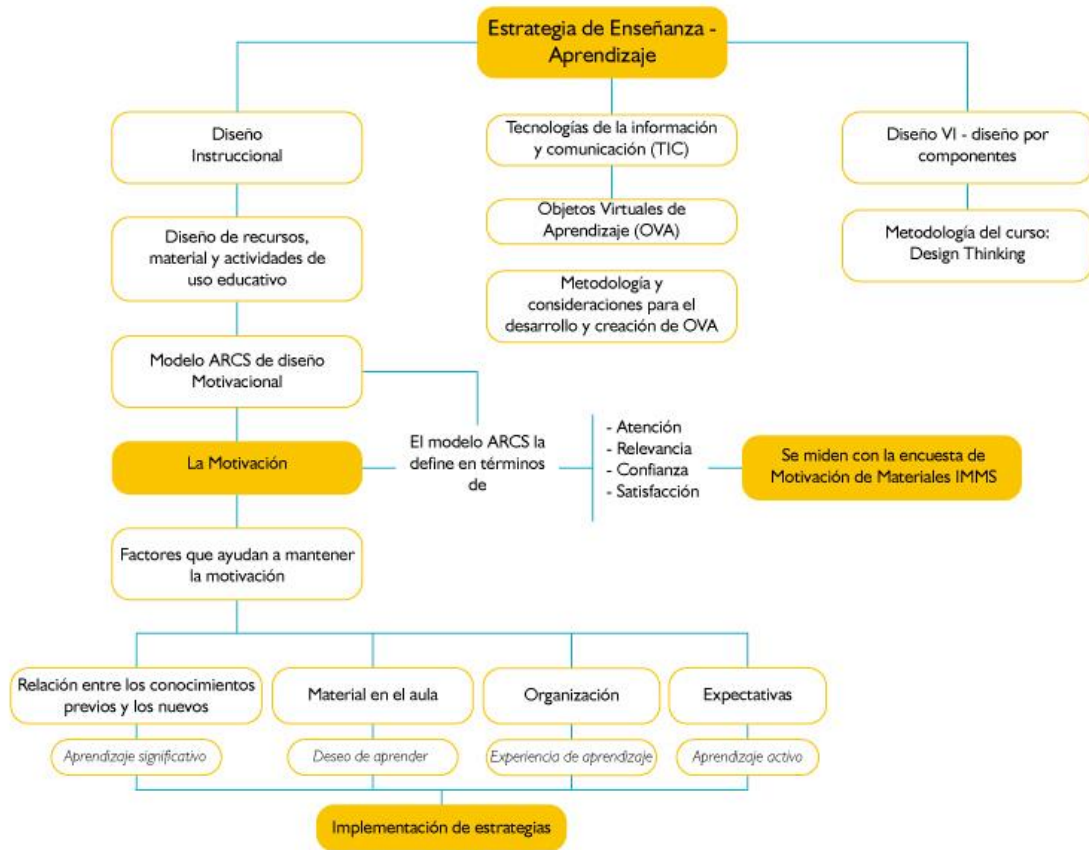 Estrategia de Enseñanza -
Aprendizaje
Diseño
Instruccional
Tecnologías de la información
y comunicación (TIC)
Diseño VI - diseño por
componentes
Diseño de recursos,
material y actividades de
uso educativo
Objetos Virtuales de
Aprendizaje (OVA)
Metodología del curso:
Design Thinking
Metodología y
consideraciones para el
desarrollo y creación de OVA
Modelo ARCS de diseño
Motivacional
La Motivación
El modelo ARCS la
define en términos
de
- Atención
- Relevancia
- Confianza
- Satisfacción
Se miden con la encuesta de
Motivación de Materiales IMMS
Factores que ayudan a mantener
la motivación
Relación entre los conocimientos
previos y los nuevos
Material en el aula
Organización
Expectativas
Aprendizaje significativo
Deseo de aprender
Experiencia de aprendizaje
Aprendizaje activo
Implementación de estrategias